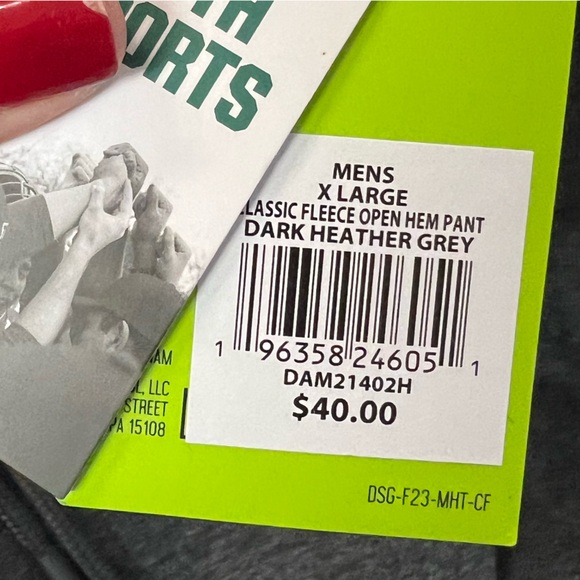 ORTS
MENS
X LARGE
LASSIC FLEECE OPEN HEM PANT
DARK HEATHER GREY
1 96358 24605 1
DAM21402H
$40.00
LLC
STREET
PA 15108
DSG-F23-MHT-CF